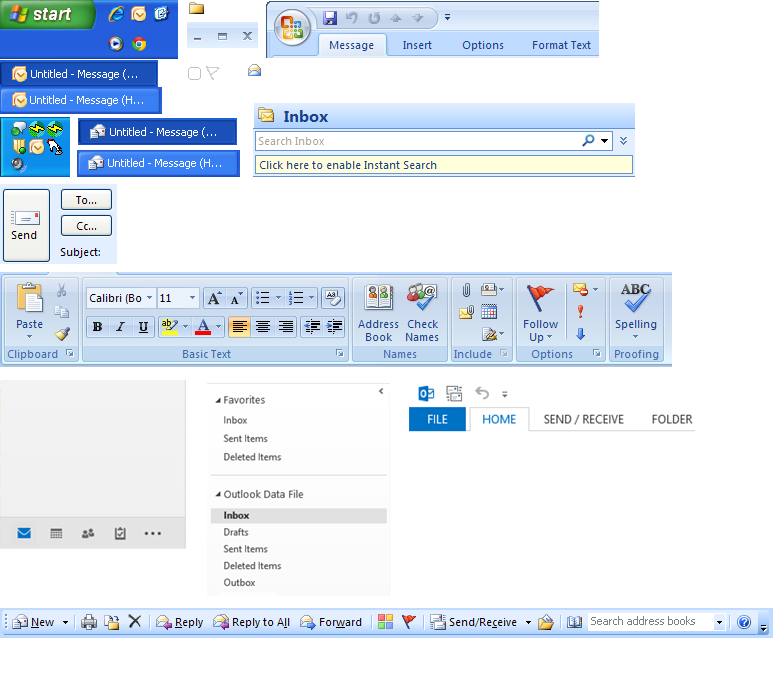 start
Message Insert Options Format Text
Untitled - Message (...
Untitled - Message (H...
Inbox
Untitled - Message (...
Search Inbox
Untitled - Message (H...
Click here to enable Instant Search
To...
Send
Cc...
Subject:
Calibri (Bo 11
ABC
Paste
Address Book
Check Names
Follow Up
Spelling
B I U ab A
Clipboard Basic Text Names Include Options Proofing
Favorites
Inbox
Sent Items
Deleted Items
FILE HOME SEND / RECEIVE FOLDER
Outlook Data File
Inbox
Drafts
Sent Items
Deleted Items
Outbox
New Reply Reply to All Forward Send/Receive Search address books